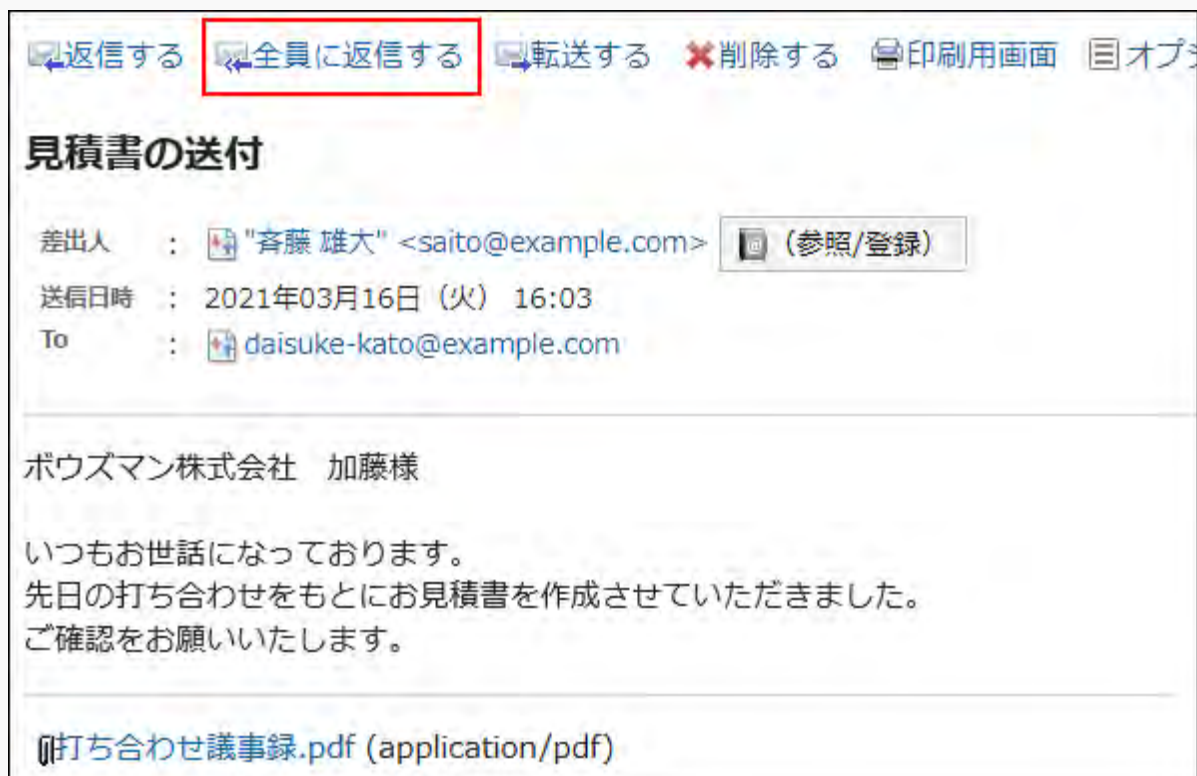 返信する 全員に返信する 転送する 削除する 印刷用画面 オプ
見積書の送付
差出人 : "斉藤 雄大" <saito@example.com> (参照/登録)
送信日時 : 2021年03月16日(火) 16:03
To : daisuke-kato@example.com
ボウズマン株式会社 加藤様
いつもお世話になっております。
先日の打ち合わせをもとにお見積書を作成させていただきました。
ご確認をお願いいたします。
打ち合わせ議事録.pdf (application/pdf)